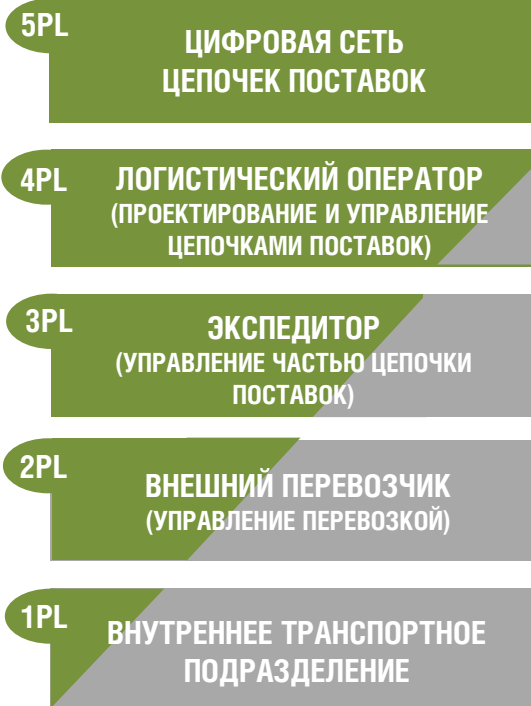 5PL
ЦИФРОВАЯ СЕТЬ
ЦЕПОЧЕК ПОСТАВОК
4PL
ЛОГИСТИЧЕСКИЙ ОПЕРАТОР
(ПРОЕКТИРОВАНИЕ И УПРАВЛЕНИЕ
ЦЕПОЧКАМИ ПОСТАВОК)
3PL
ЭКСПЕДИТОР
(УПРАВЛЕНИЕ ЧАСТЬЮ ЦЕПОЧКИ
ПОСТАВОК)
2PL
ВНЕШНИЙ ПЕРЕВОЗЧИК
(УПРАВЛЕНИЕ ПЕРЕВОЗКОЙ)
1PL
ВНУТРЕННЕЕ ТРАНСПОРТНОЕ
ПОДРАЗДЕЛЕНИЕ